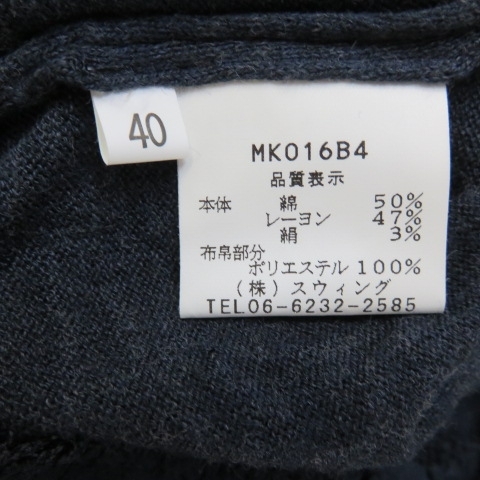 40
MK016B4
品質表示
本体 綿 50%
レーヨン 47%
絹 3%
布帛部分
ポリエステル 100%
(株)スウィング
TEL06-6232-2585